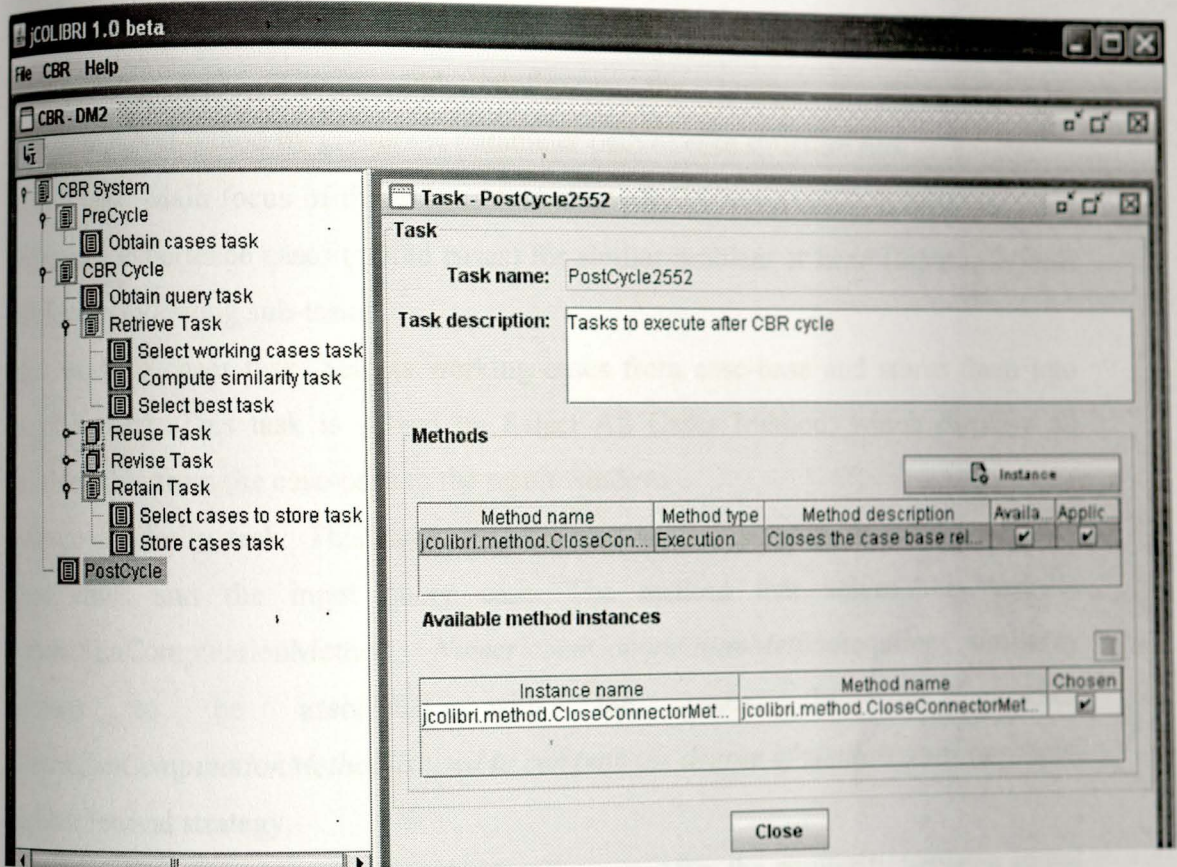 jCOLIBRI 1.0 beta
File CBR Help
CBR - DM2
CBR System
PreCycle
Obtain cases task
CBR Cycle
Obtain query task
Retrieve Task
Select working cases task
Compute similarity task
Select best task
Reuse Task
Revise Task
Retain Task
Select cases to store task
Store cases task
PostCycle
Task - PostCycle2552
Task
Task name: PostCycle2552
Task description: Tasks to execute after CBR cycle
Methods
Instance
Method name Method type Method description Availa Applic
jcolibri.method.CloseCon... Execution Closes the case base rel...
Available method instances
Instance name Method name Chosen
jcolibri.method.CloseConnectorMet... jcolibri.method.CloseConnectorMet...
Close